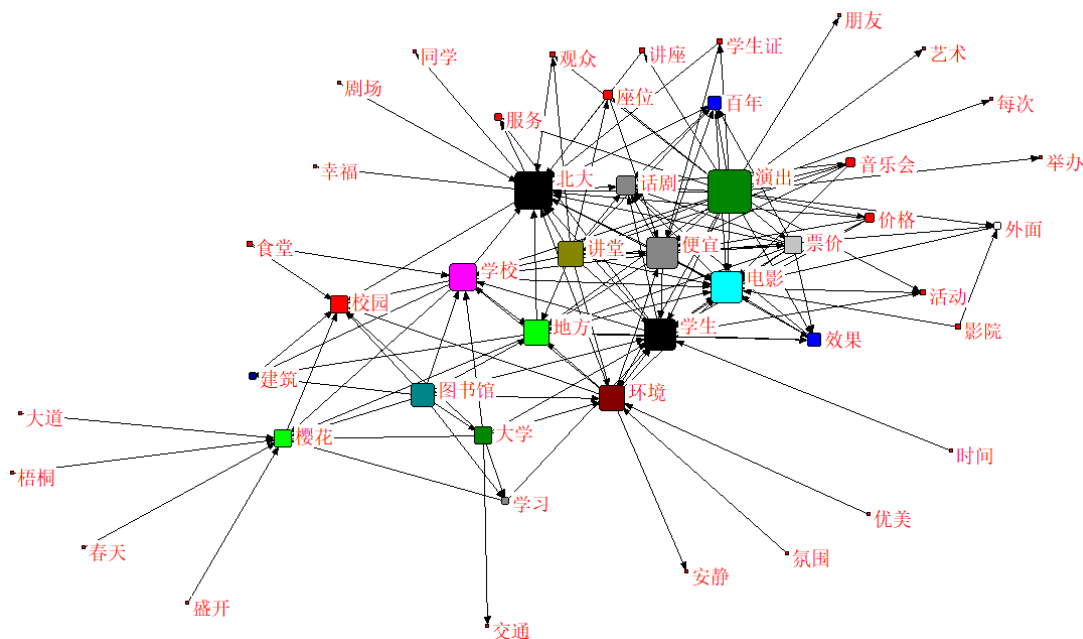 朋友
同学
观众
讲座
学生证
艺术
剧场
座位
百年
每次
服务
幸福
北大
话剧
演出
音乐会
举办
价格
外面
食堂
学校
讲堂
便宜
票价
电影
活动
校园
地方
学生
效果
影院
建筑
图书馆
环境
大道
樱花
大学
时间
梧桐
学习
优美
春天
氛围
安静
盛开
交通